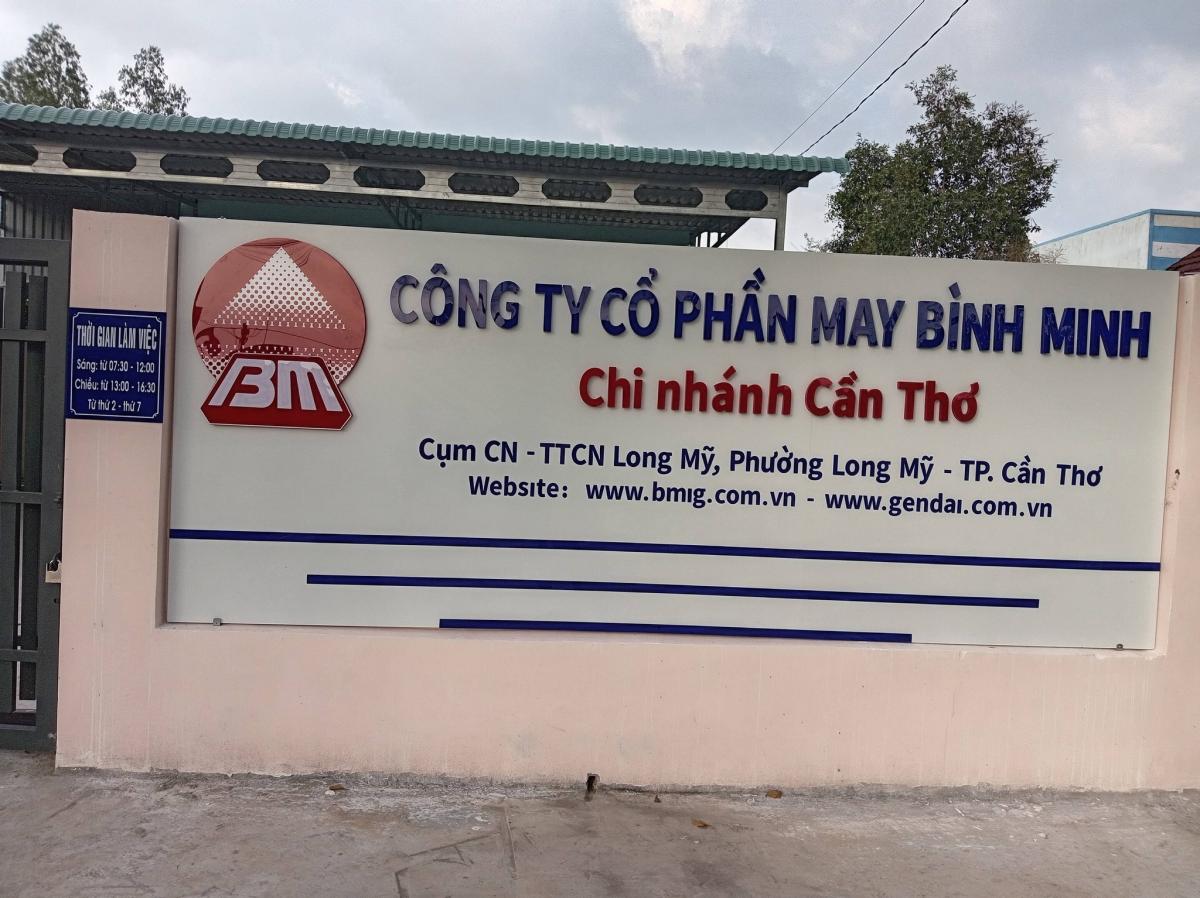 THỜI GIAN LÀM VIỆC
Sáng: từ 07:30 - 12:00
Chiều: từ 13:00 - 16:30
Từ thứ 2 - thứ 7
BM
CÔNG TY CỔ PHẦN MAY BÌNH MINH
Chi nhánh Cần Thơ
Cụm CN - TTCN Long Mỹ, Phường Long Mỹ - TP. Cần Thơ
Website: www.bmig.com.vn - www.gendai.com.vn